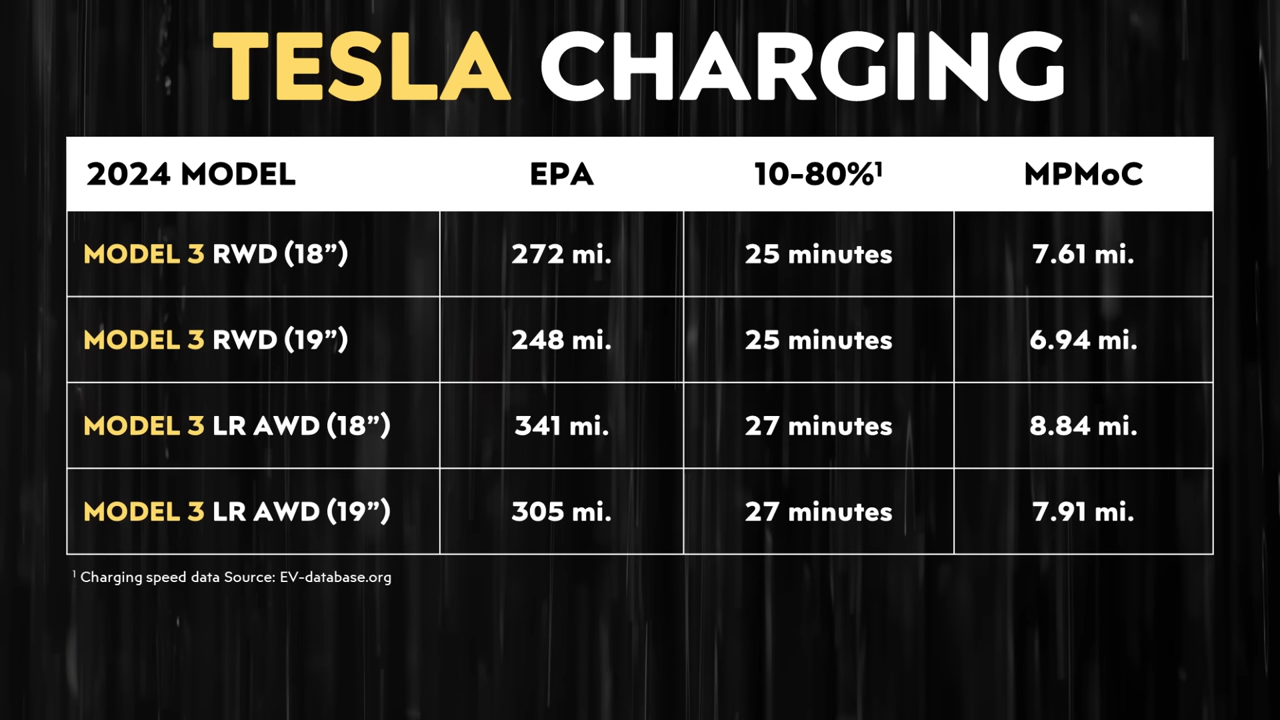 TESLA CHARGING
2024 MODEL EPA 10-80%¹ MPMoC
MODEL 3 RWD (18”) 272 mi. 25 minutes 7.61 mi.
MODEL 3 RWD (19”) 248 mi. 25 minutes 6.94 mi.
MODEL 3 LR AWD (18”) 341 mi. 27 minutes 8.84 mi.
MODEL 3 LR AWD (19”) 305 mi. 27 minutes 7.91 mi.
¹ Charging speed data Source: EV-database.org